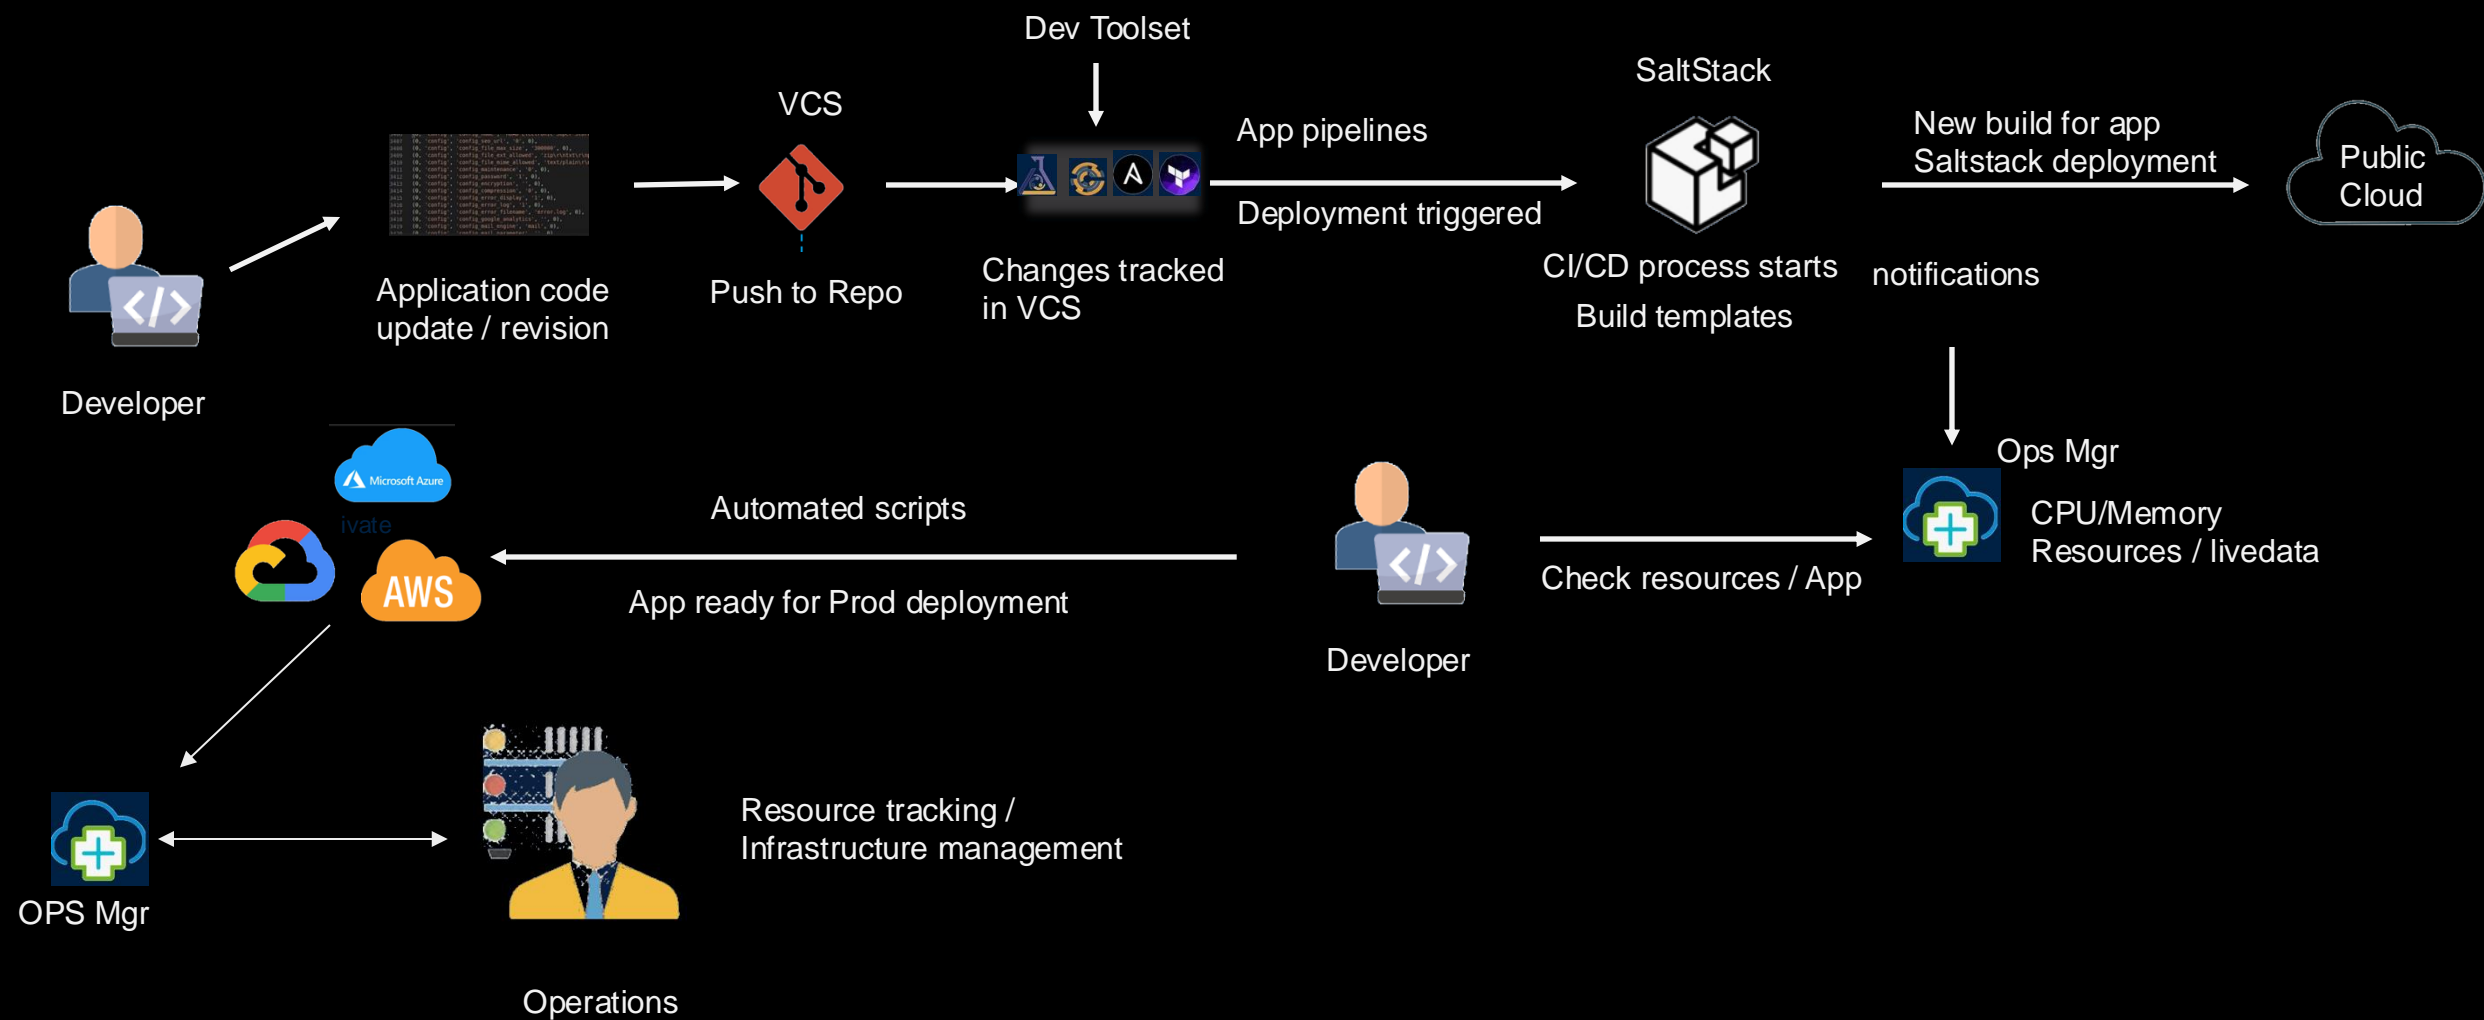 Dev Toolset
SaltStack
VCS
App pipelines
New build for app
Saltstack deployment
Public
Cloud
Deployment triggered
Application code
update / revision
Push to Repo
Changes tracked
in VCS
CI/CD process starts
Build templates
notifications
Developer
</>
Microsoft Azure
ivate
AWS
Automated scripts
App ready for Prod deployment
Developer
</>
Check resources / App
Ops Mgr
CPU/Memory
Resources / livedata
OPS Mgr
Resource tracking /
Infrastructure management
Operations